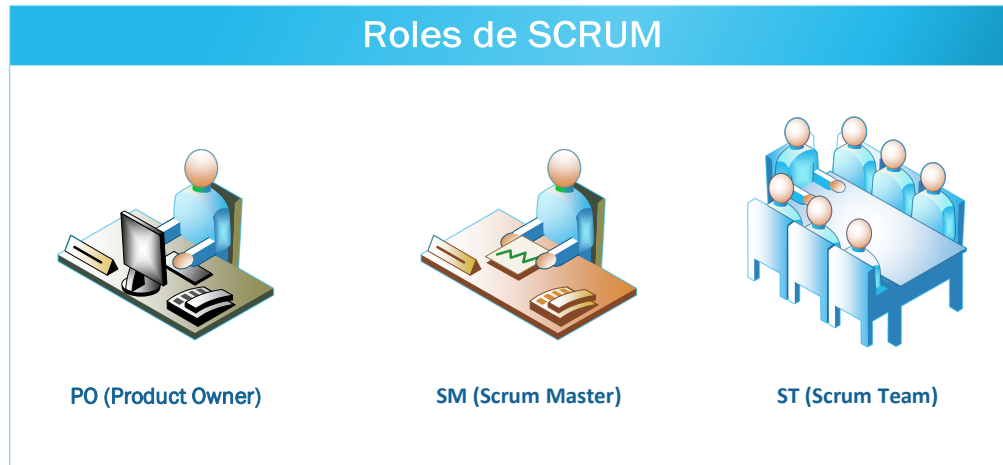 Roles de SCRUM
PO (Product Owner)
SM (Scrum Master)
ST (Scrum Team)